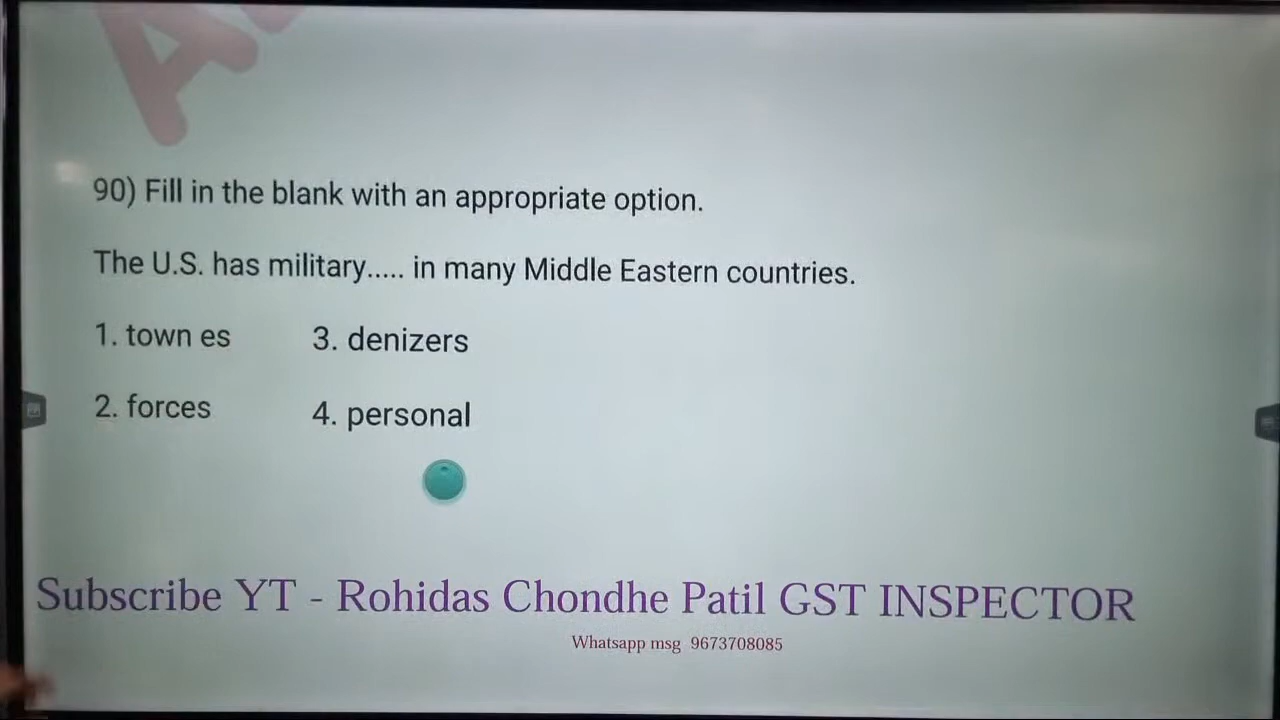 90) Fill in the blank with an appropriate option.
The U.S. has military..... in many Middle Eastern countries.
1. town es 3. denizers
2. forces 4. personal
Subscribe YT - Rohidas Chondhe Patil GST INSPECTOR
Whatsapp msg 9673708085